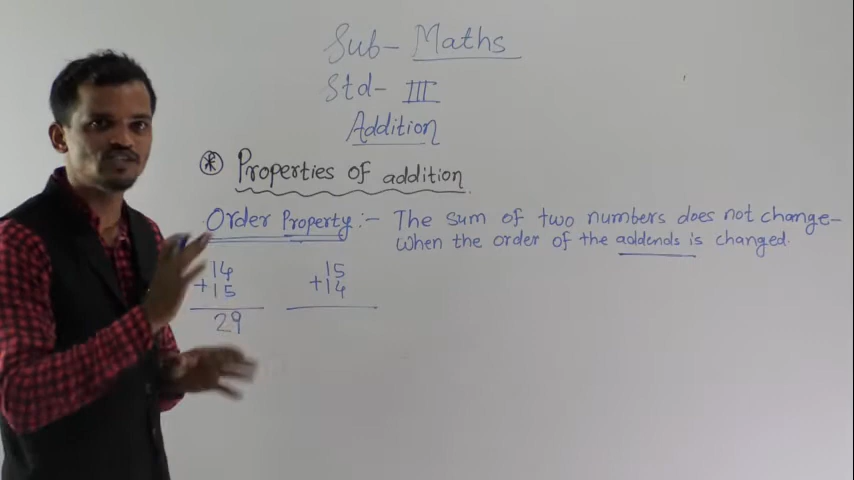 Sub- Maths
Std- III
Addition
* Properties of addition
Order Property :- The sum of two numbers does not change-
when the order of the addends is changed.
14 15
+15 +14
29